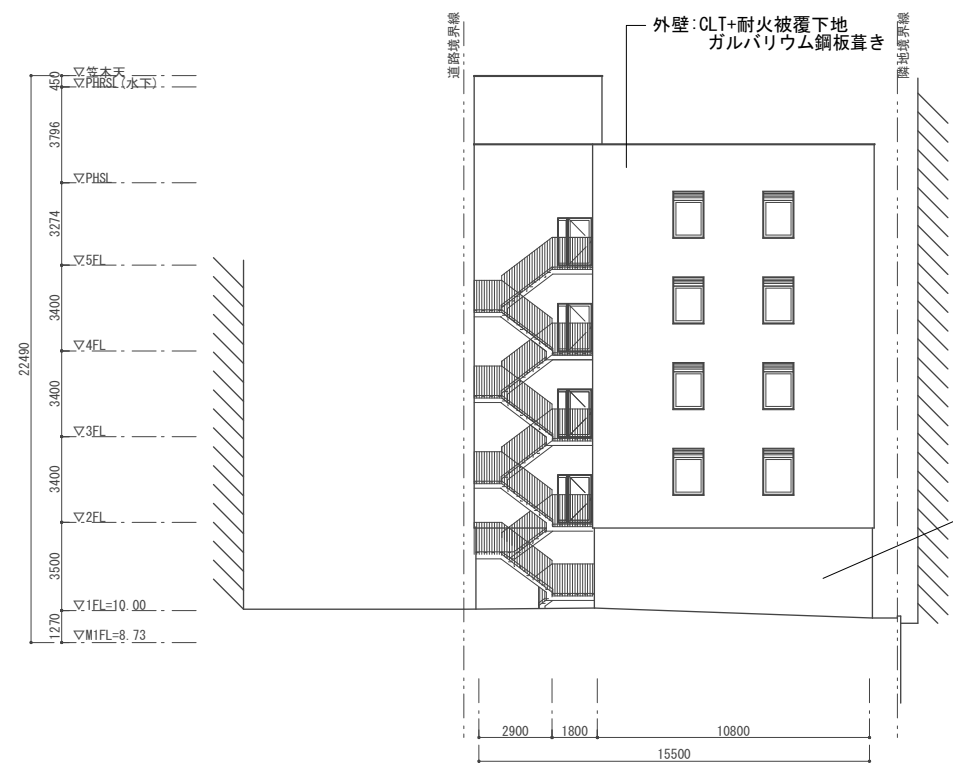 外壁:CLT+耐火被覆下地
ガルバリウム鋼板葺き
道路境界線
隣地境界線
▽笠木天
450
▽PHRSL(水下)
3796
▽PHSL
3274
▽5FL
3400
▽4FL
22490
3400
▽3FL
3400
▽2FL
3500
▽1FL=10.00
1270
▽M1FL=8.73
2900
1800
10800
15500